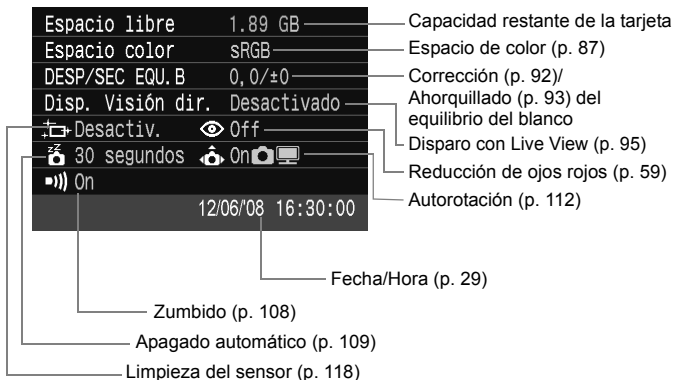 Espacio libre 1.89 GB
Espacio color sRGB
DESP/SEC EQU.B 0,0/±0
Disp. Visión dir. Desactivado
Desactiv. Off
30 segundos On
On
12/06/'08 16:30:00
Capacidad restante de la tarjeta
Espacio de color (p. 87)
Corrección (p. 92)/
Ahorquillado (p. 93) del
equilibrio del blanco
Disparo con Live View (p. 95)
Reducción de ojos rojos (p. 59)
Autorotación (p. 112)
Fecha/Hora (p. 29)
Zumbido (p. 108)
Apagado automático (p. 109)
Limpieza del sensor (p. 118)